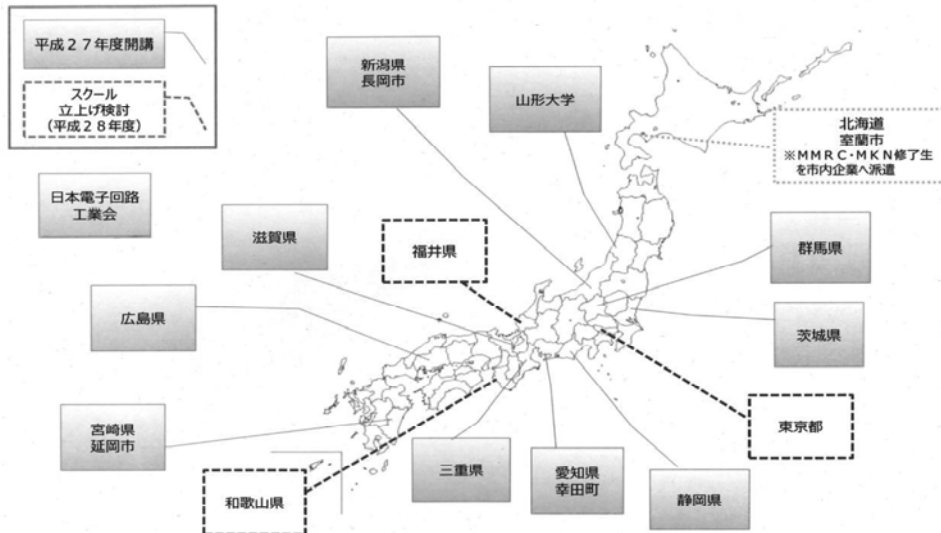 平成２７年度開講
スクール
立上げ検討
（平成２８年度）
新潟県
長岡市
山形大学
北海道
室蘭市
※ＭＭＲＣ・ＭＫＮ修了生
を市内企業へ派遣
日本電子回路
工業会
滋賀県
福井県
群馬県
広島県
茨城県
宮崎県
延岡市
東京都
和歌山県
三重県
愛知県
幸田町
静岡県